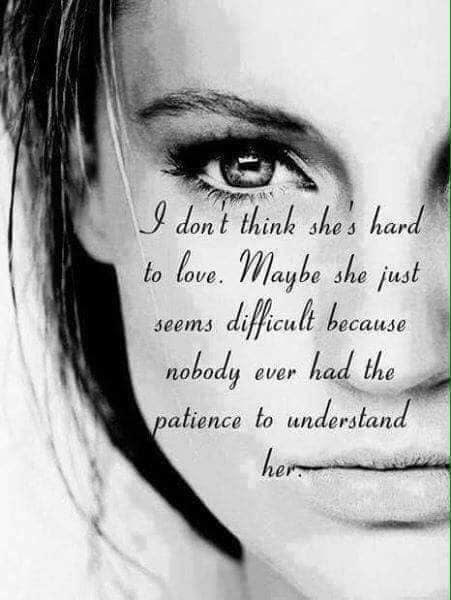 I don't think she's hard
to love. Maybe she just
seems difficult because
nobody ever had the
patience to understand
her.